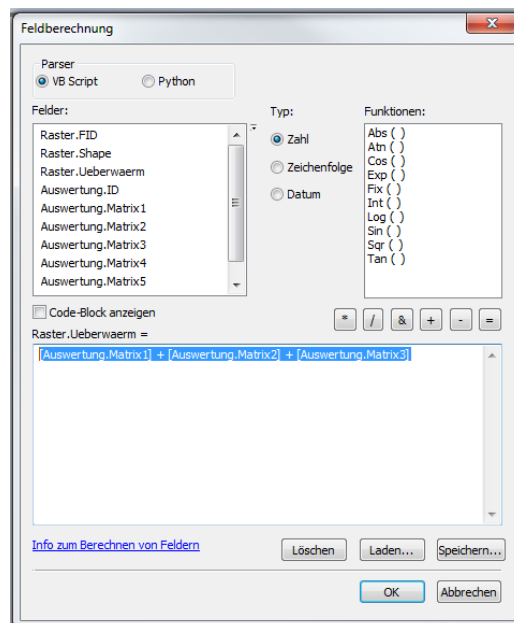 Feldberechnung
Parser
VB Script Python
Felder:
Raster.FID
Raster.Shape
Raster.Ueberwaerm
Auswertung.ID
Auswertung.Matrix1
Auswertung.Matrix2
Auswertung.Matrix3
Auswertung.Matrix4
Auswertung.Matrix5
Typ:
Zahl
Zeichenfolge
Datum
Funktionen:
Abs ( )
Atn ( )
Cos ( )
Exp ( )
Fix ( )
Int ( )
Log ( )
Sin ( )
Sqr ( )
Tan ( )
Code-Block anzeigen
* / & + - =
Raster.Ueberwaerm =
[Auswertung.Matrix1] + [Auswertung.Matrix2] + [Auswertung.Matrix3]
Info zum Berechnen von Feldern
Löschen Laden... Speichern...
OK Abbrechen